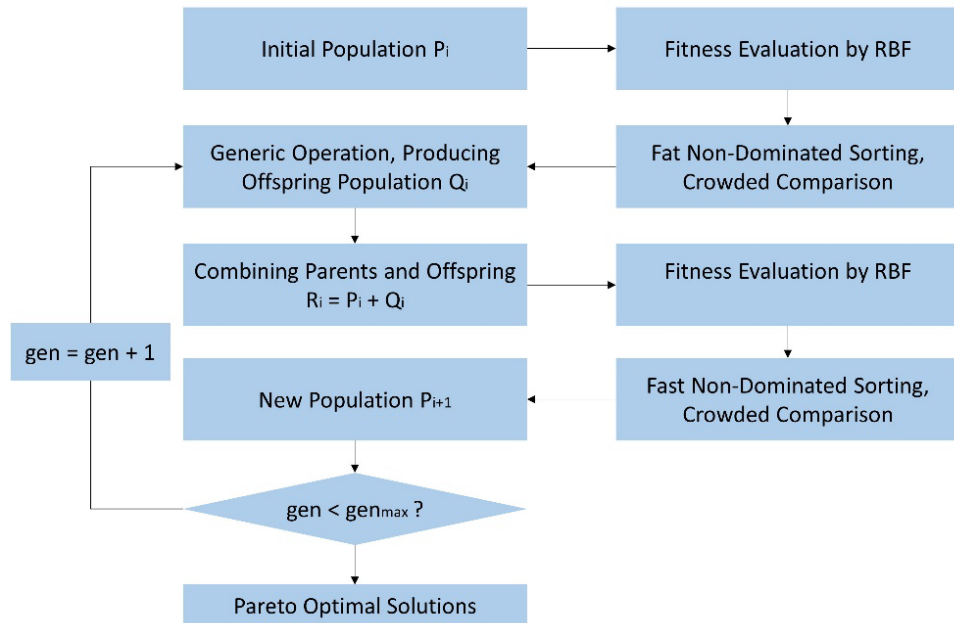 Initial Population Pi
Fitness Evaluation by RBF
Fat Non-Dominated Sorting,
Crowded Comparison
Generic Operation, Producing
Offspring Population Qi
Combining Parents and Offspring
Ri = Pi + Qi
Fitness Evaluation by RBF
Fast Non-Dominated Sorting,
Crowded Comparison
New Population Pi+1
gen = gen + 1
gen < genmax ?
Pareto Optimal Solutions